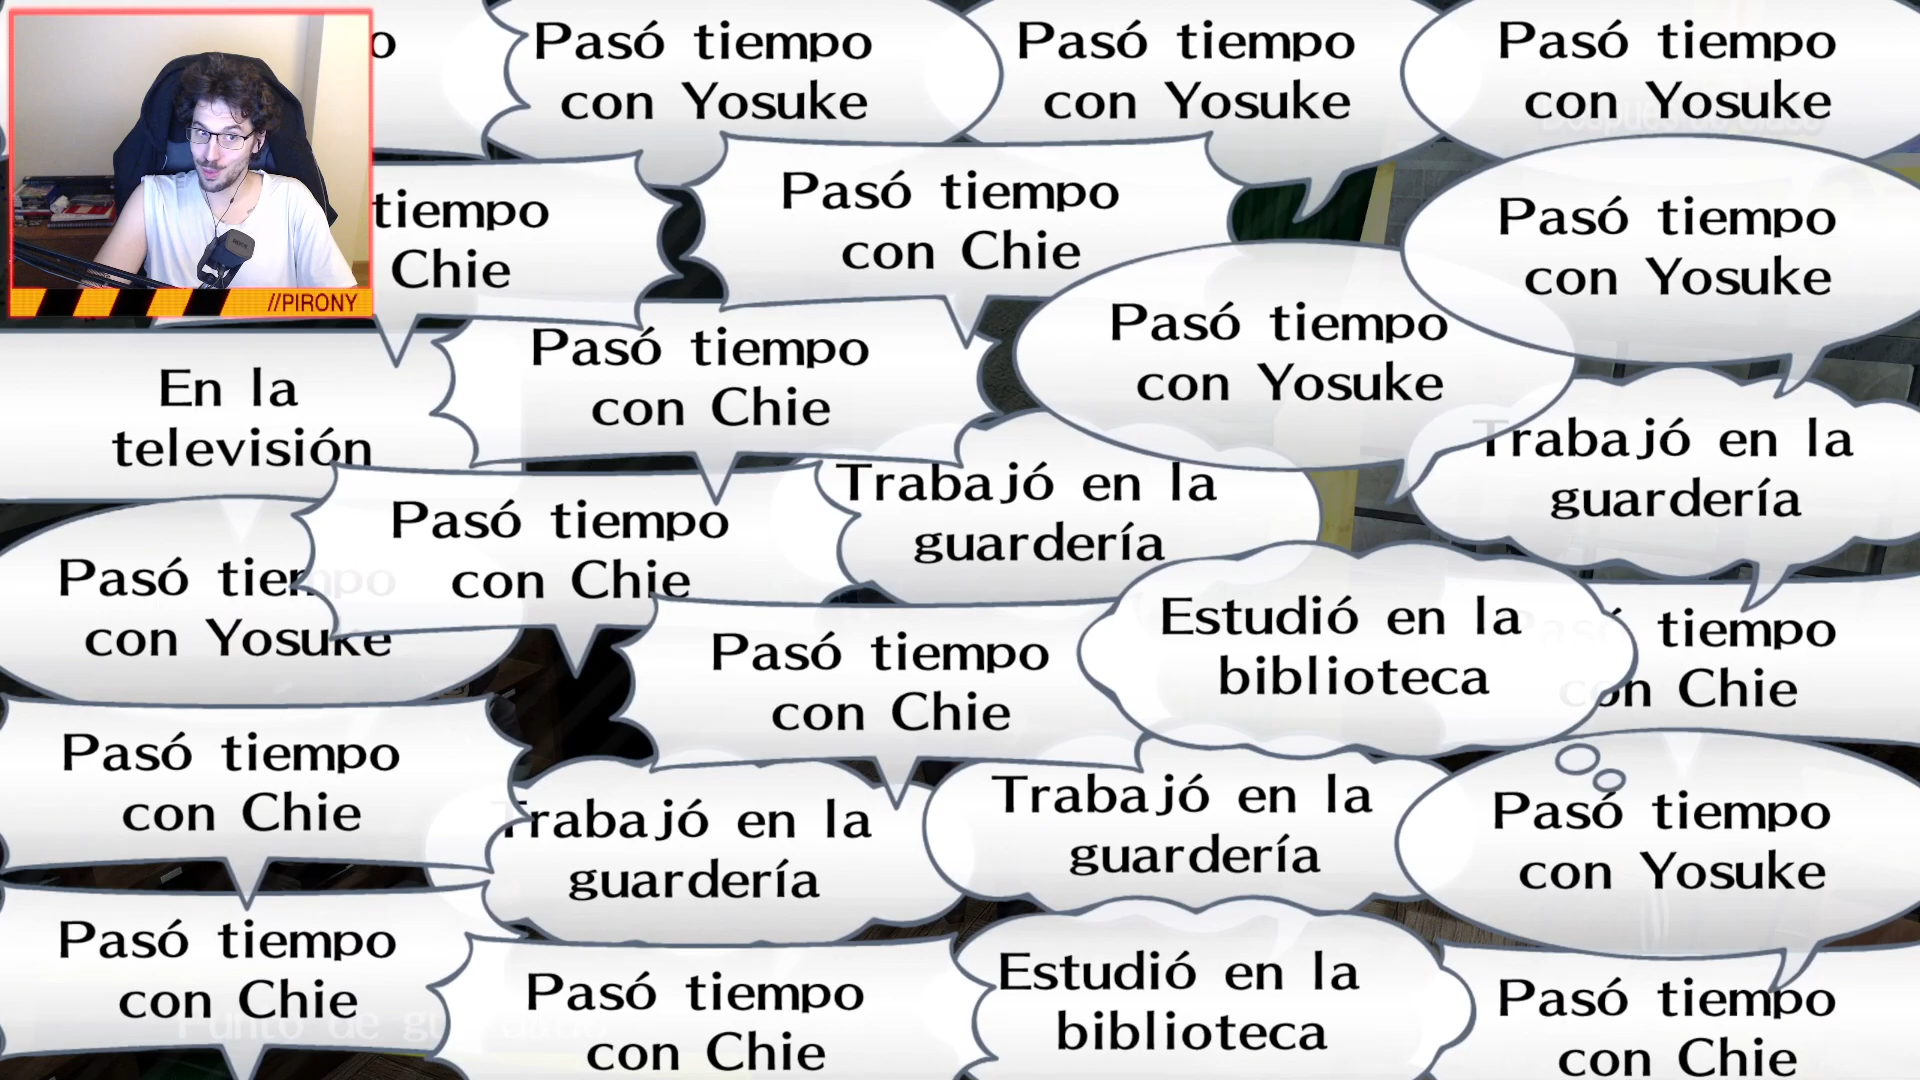 o
Pasó tiempo
con Yosuke
Pasó tiempo
con Yosuke
Pasó tiempo
con Yosuke
tiempo
Chie
Pasó tiempo
con Chie
Pasó tiempo
con Yosuke
//PIRONY
En la
televisión
Pasó tiempo
con Chie
Pasó tiempo
con Yosuke
Trabajó en la
guardería
Pasó tiempo
con Yosuke
Pasó tiempo
con Chie
Trabajó en la
guardería
Estudió en la
biblioteca
tiempo
con Chie
Pasó tiempo
con Chie
Pasó tiempo
con Chie
Trabajó en la
guardería
Trabajó en la
guardería
Pasó tiempo
con Yosuke
Pasó tiempo
con Chie
Pasó tiempo
con Chie
Estudió en la
biblioteca
Pasó tiempo
con Chie